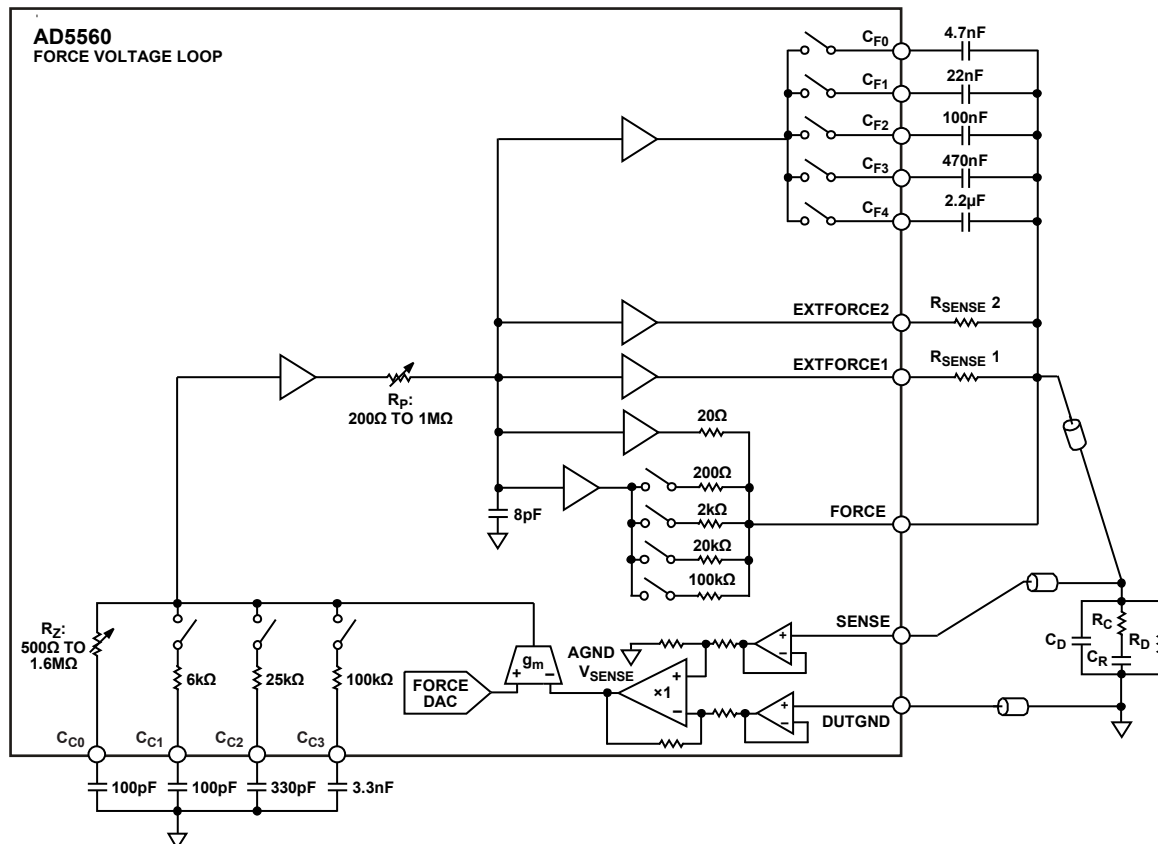 AD5560
FORCE VOLTAGE LOOP
CF0
4.7nF
CF1
22nF
CF2
100nF
CF3
470nF
CF4
2.2µF
EXTFORCE2
RSENSE 2
EXTFORCE1
RSENSE 1
RP:
200Ω TO 1MΩ
20Ω
200Ω
2kΩ
20kΩ
100kΩ
8pF
FORCE
RZ:
500Ω TO
1.6MΩ
6kΩ
25kΩ
100kΩ
gm
+
–
FORCE
DAC
AGND
VSENSE
×1
+
–
+
–
+
–
SENSE
DUTGND
CD
RC
CR
RD
CC0
CC1
CC2
CC3
100pF
100pF
330pF
3.3nF